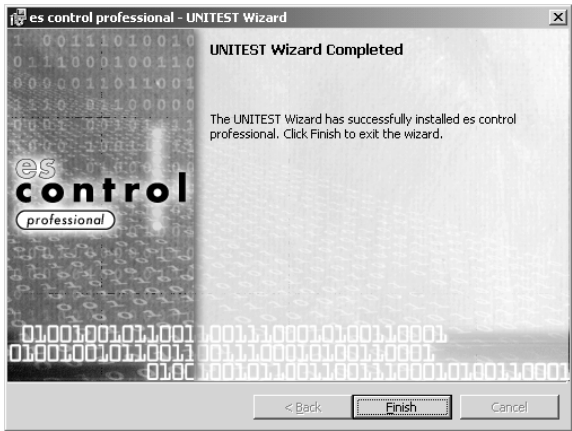 es control professional - UNITEST Wizard
UNITEST Wizard Completed
The UNITEST Wizard has successfully installed es control
professional. Click Finish to exit the wizard.
es
control
professional
< Back
Finish
Cancel